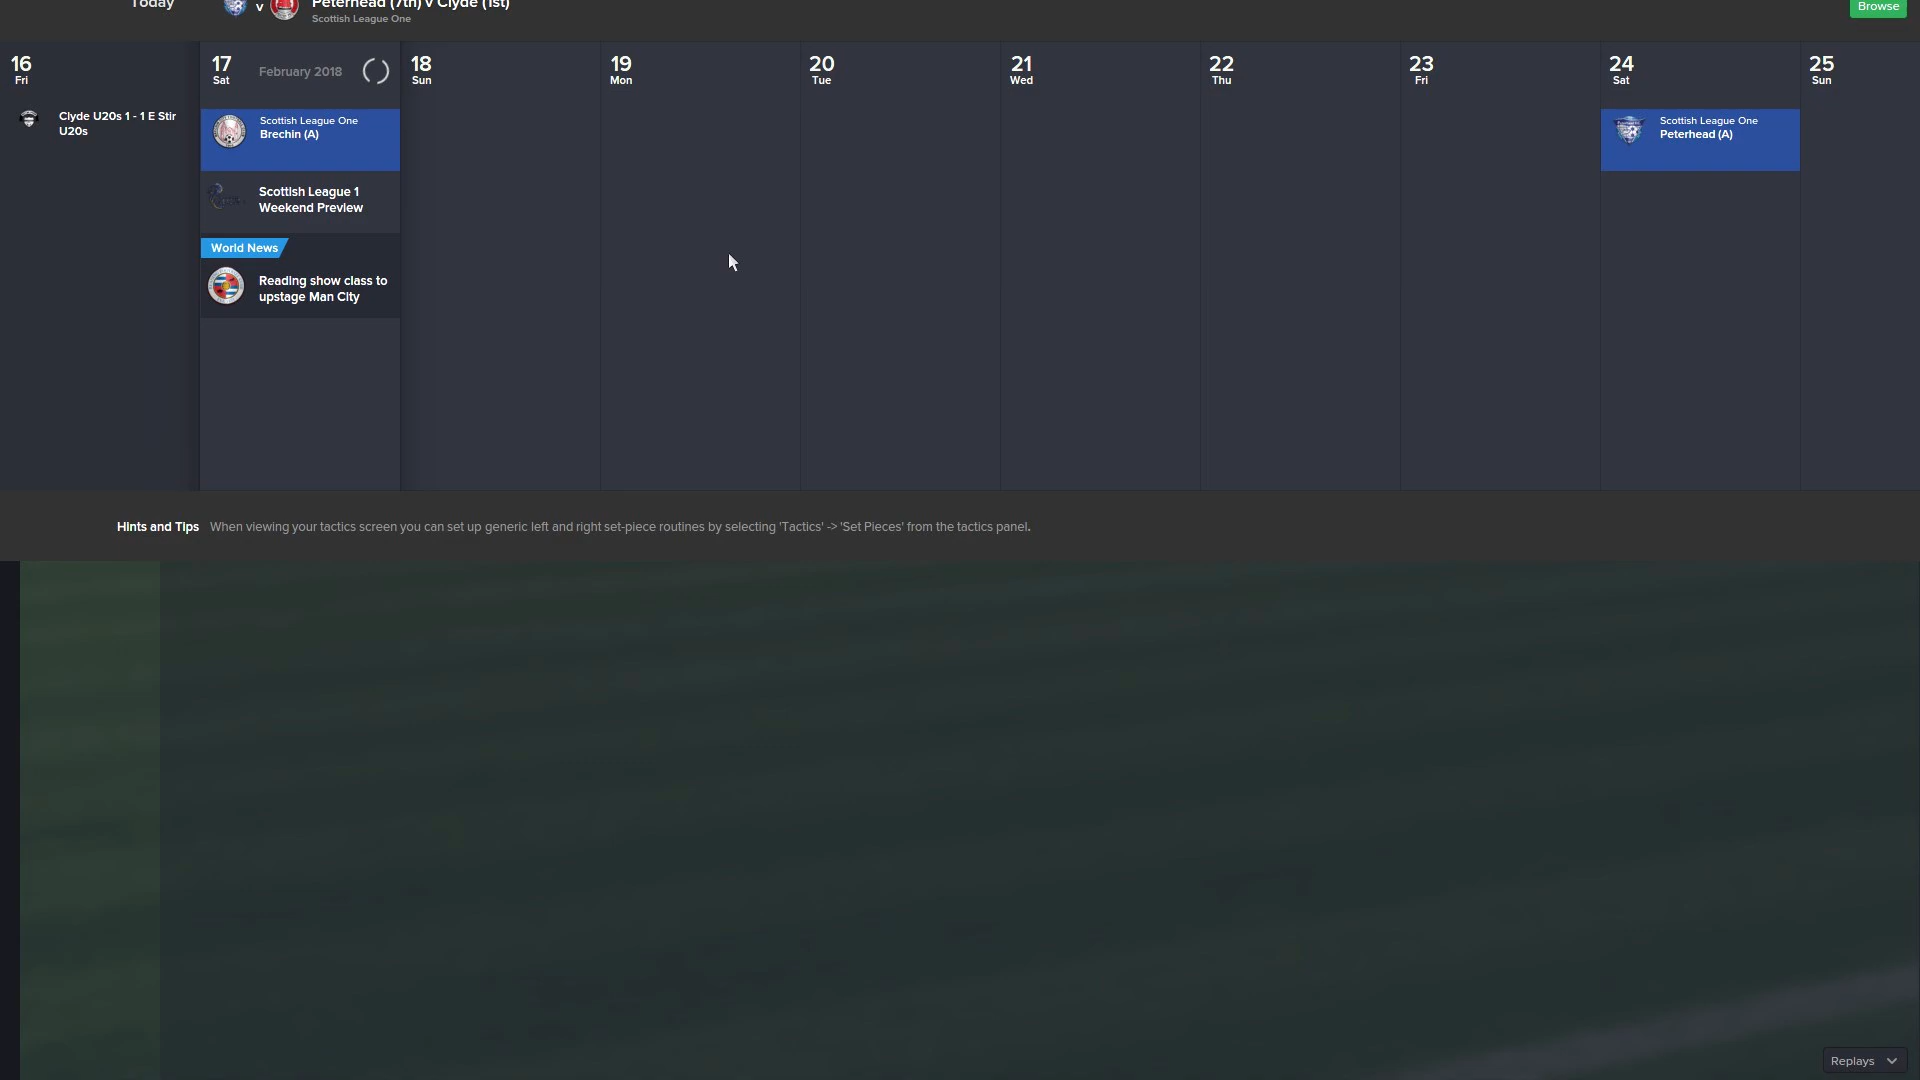 Today
v
Peterhead (7th) v Clyde (1st)
Scottish League One
Browse
16
Fri
17
Sat
February 2018
18
Sun
19
Mon
20
Tue
21
Wed
22
Thu
23
Fri
24
Sat
25
Sun
Clyde U20s 1 - 1 E Stir
U20s
Scottish League One
Brechin (A)
Scottish League 1
Weekend Preview
World News
Reading show class to
upstage Man City
Scottish League One
Peterhead (A)
Hints and Tips When viewing your tactics screen you can set up generic left and right set-piece routines by selecting 'Tactics' -> 'Set Pieces' from the tactics panel.
Replays